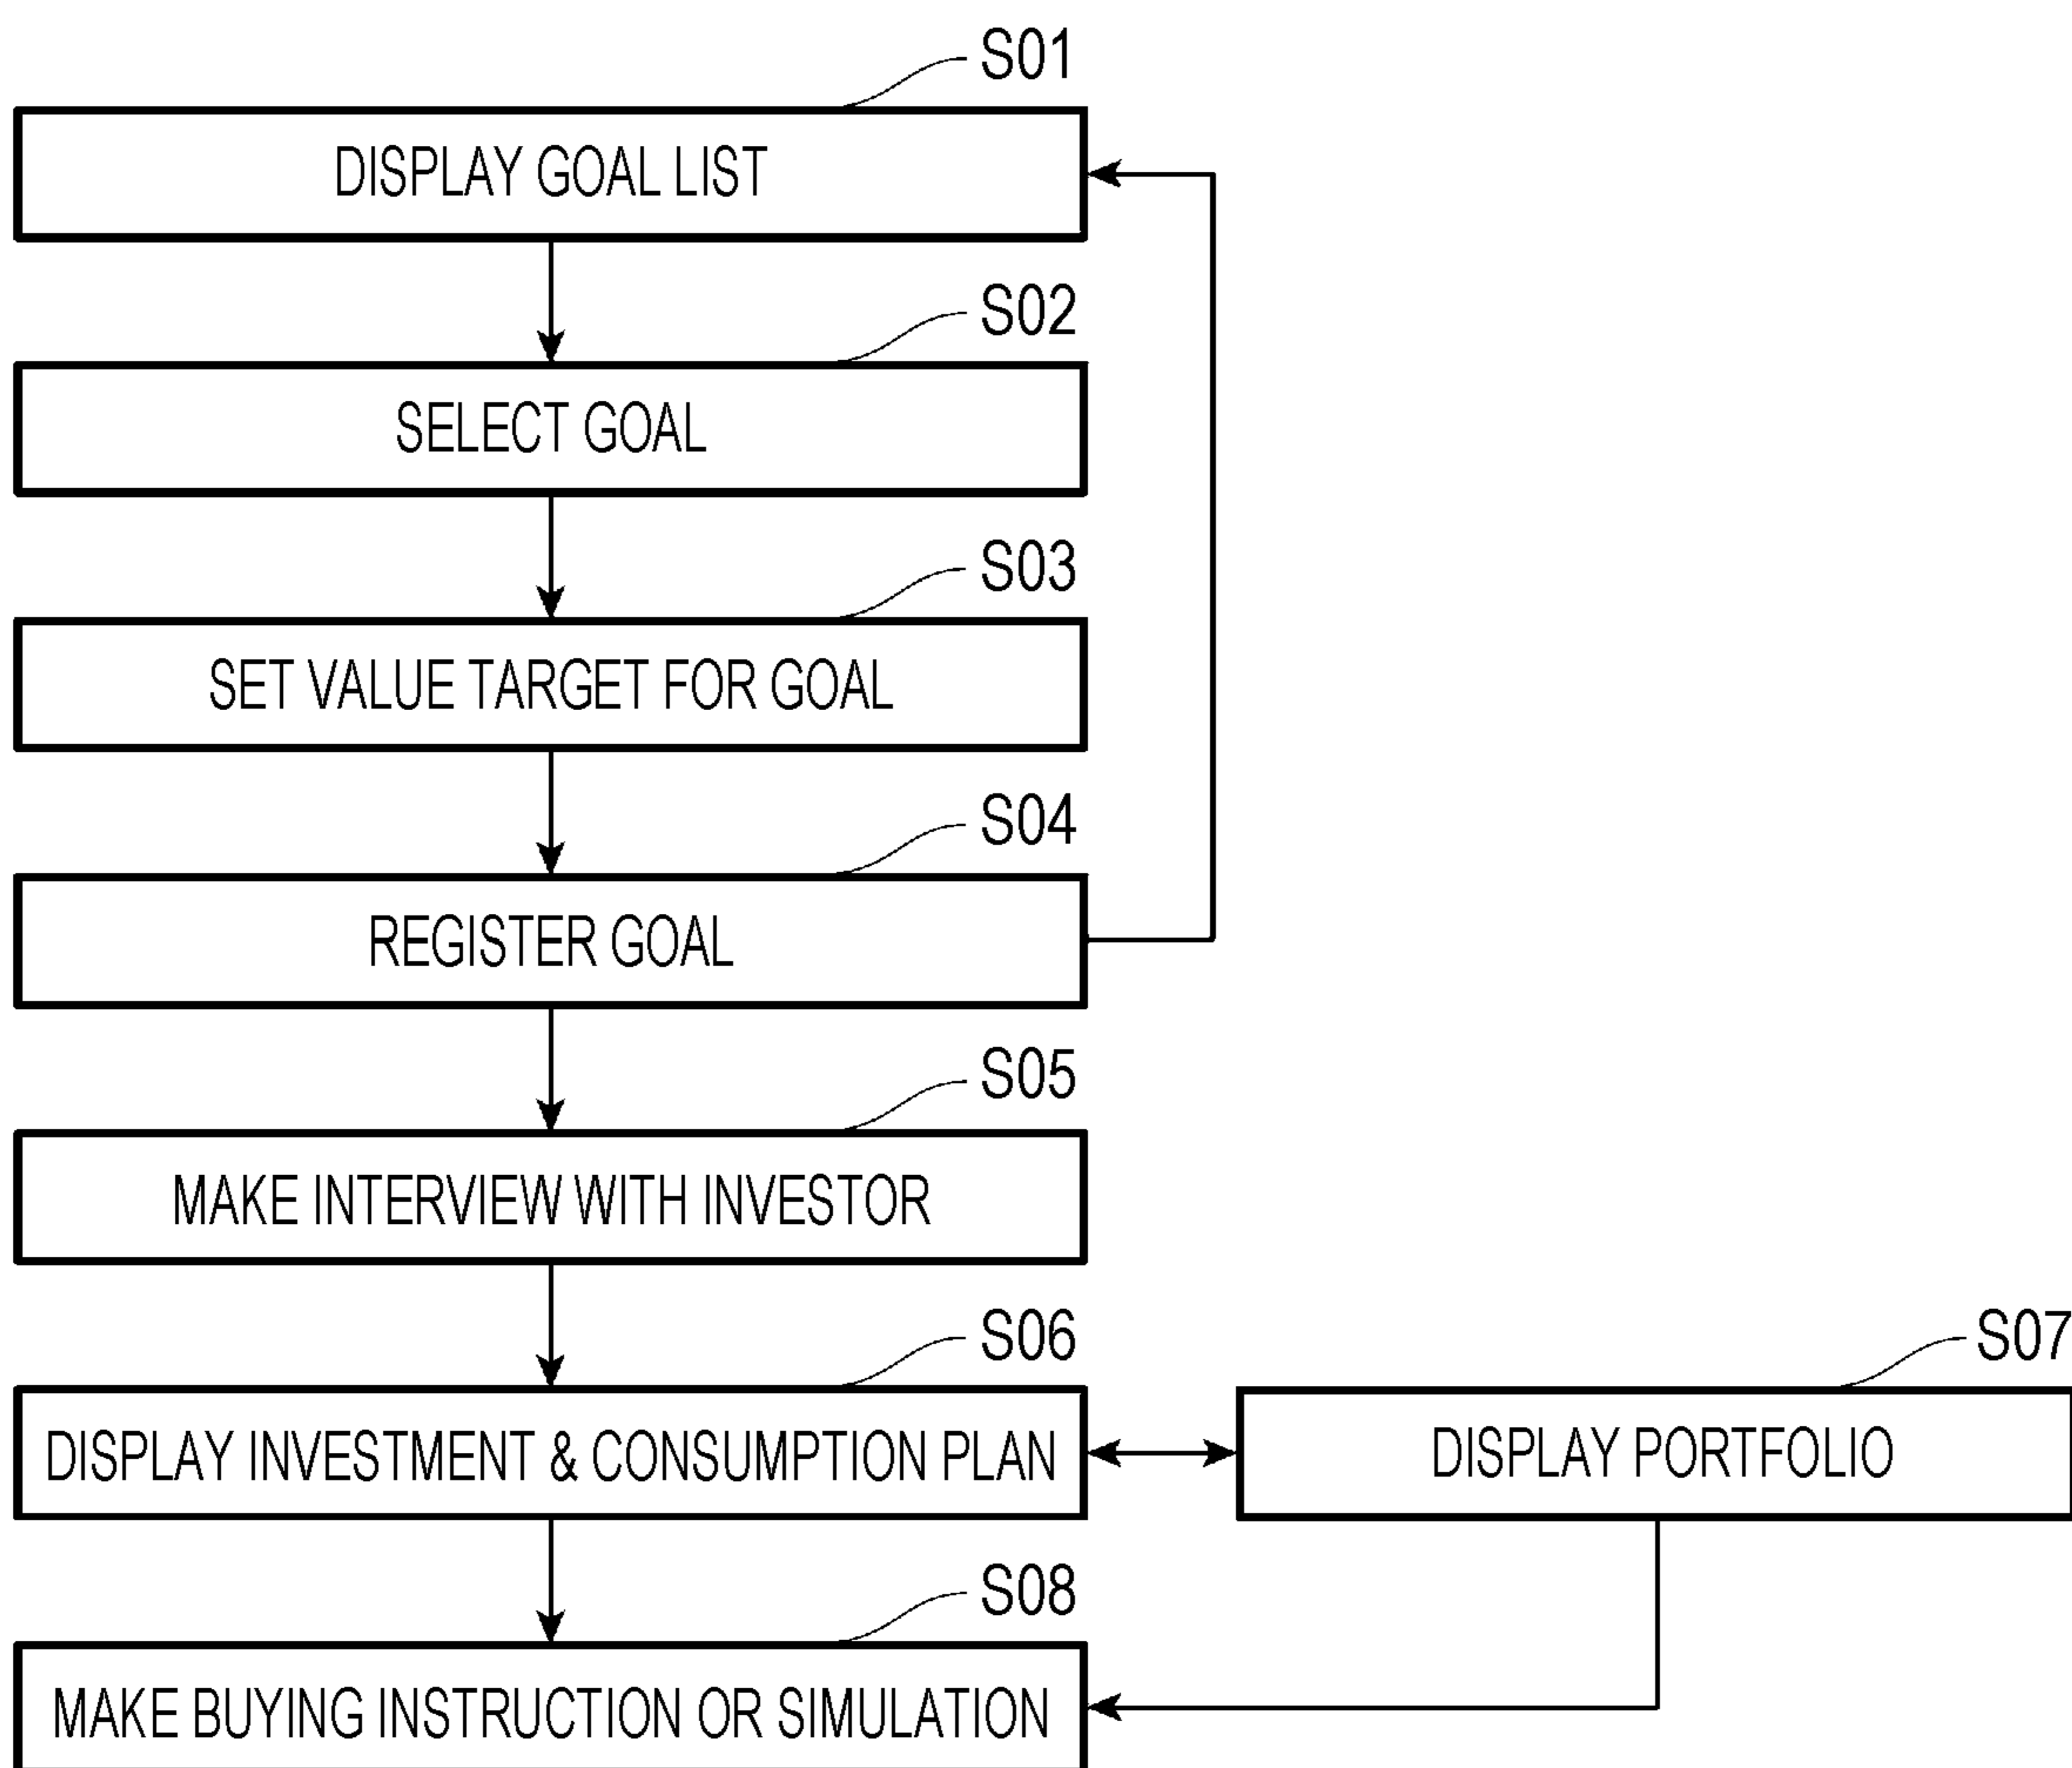 S01
DISPLAY GOAL LIST
S02
SELECT GOAL
S03
SET VALUE TARGET FOR GOAL
S04
REGISTER GOAL
S05
MAKE INTERVIEW WITH INVESTOR
S06
DISPLAY INVESTMENT & CONSUMPTION PLAN
S07
DISPLAY PORTFOLIO
S08
MAKE BUYING INSTRUCTION OR SIMULATION